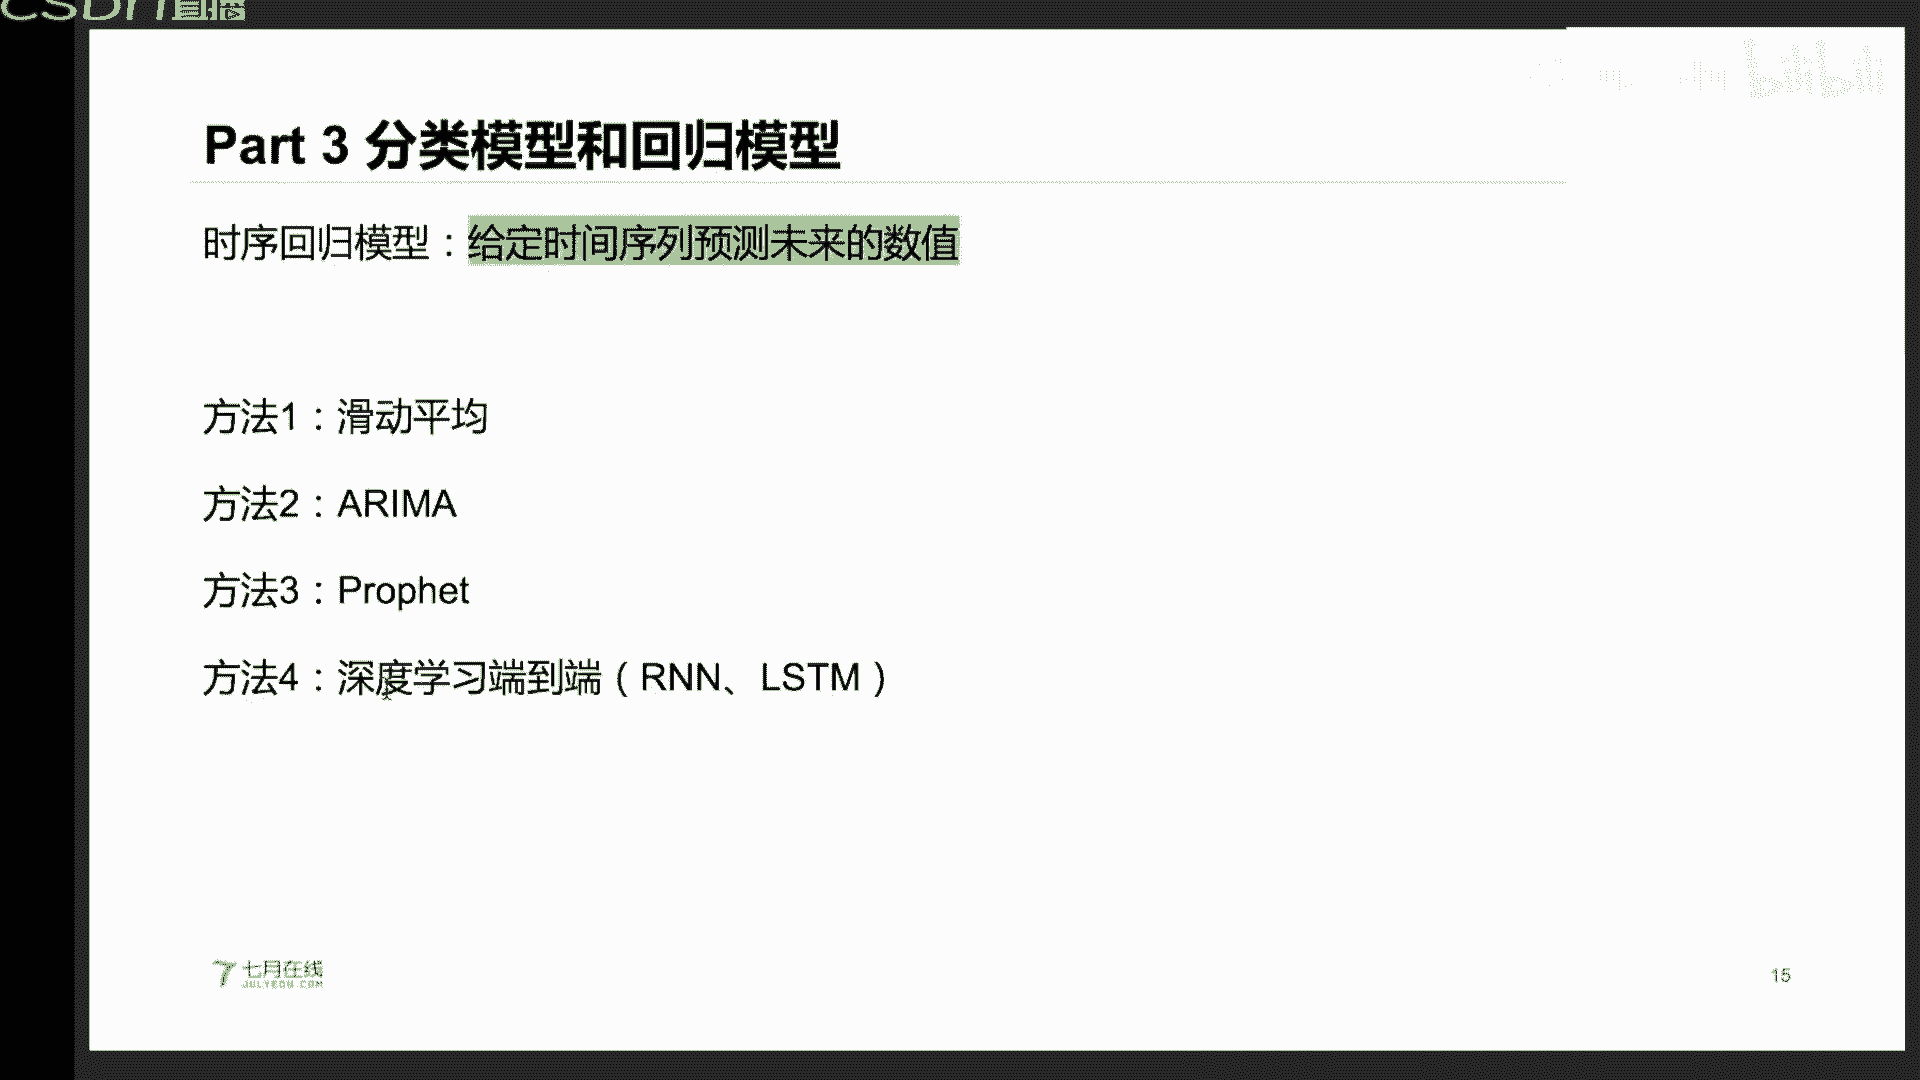 CSDN直播
bilibili
Part 3 分类模型和回归模型
时序回归模型：给定时间序列预测未来的数值
方法1：滑动平均
方法2：ARIMA
方法3：Prophet
方法4：深度学习端到端（RNN、LSTM）
七月在线
JULYEDU.COM
15